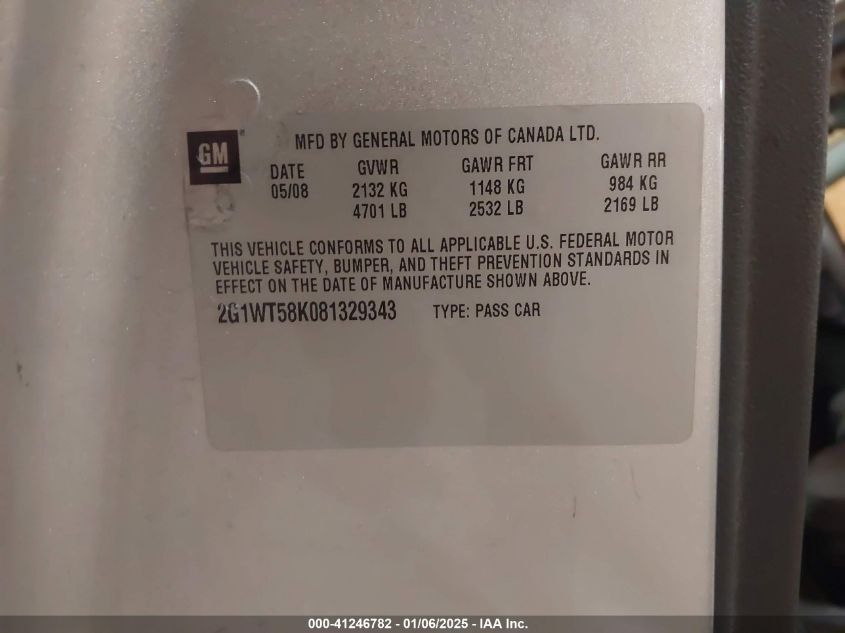 MFD BY GENERAL MOTORS OF CANADA LTD.
GM
DATE GVWR GAWR FRT GAWR RR
05/08 2132 KG 1148 KG 984 KG
4701 LB 2532 LB 2169 LB
THIS VEHICLE CONFORMS TO ALL APPLICABLE U.S. FEDERAL MOTOR
VEHICLE SAFETY, BUMPER, AND THEFT PREVENTION STANDARDS IN
EFFECT ON THE DATE OF MANUFACTURE SHOWN ABOVE.
2G1WT58K081329343 TYPE: PASS CAR
000-41246782 - 01/06/2025 - IAA Inc.